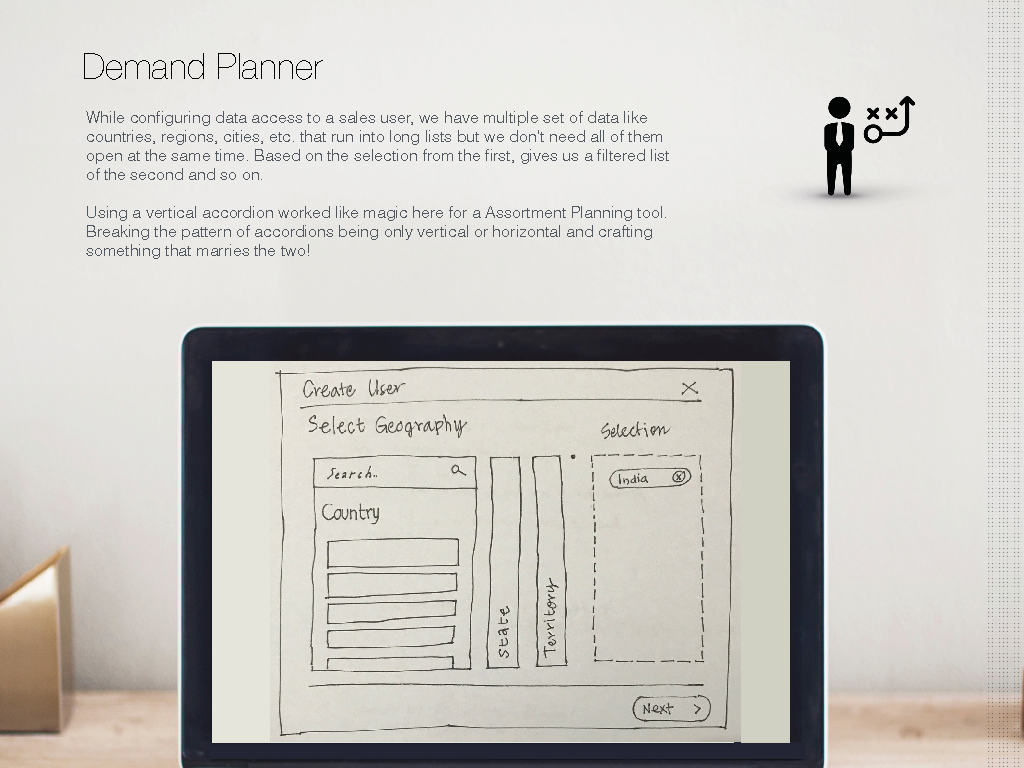 Demand Planner
While configuring data access to a sales user, we have multiple set of data like
countries, regions, cities, etc. that run into long lists but we don't need all of them
open at the same time. Based on the selection from the first, gives us a filtered list
of the second and so on.
Using a vertical accordion worked like magic here for a Assortment Planning tool.
Breaking the pattern of accordions being only vertical or horizontal and crafting
something that marries the two!
Create User
Select Geography
Selection
Search..
India
Country
State
Territory
Next >